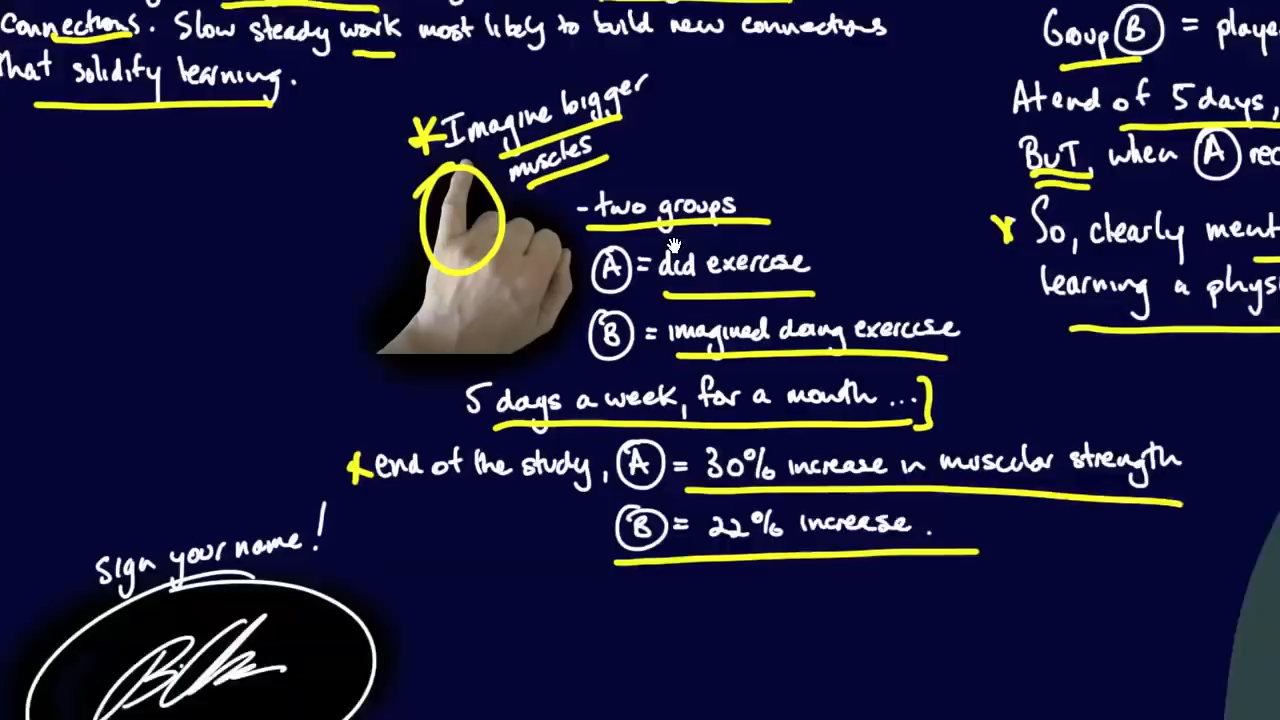 connections. Slow steady work most likely to build new connections
That solidify learning.
Imagine bigger
muscles
- two groups
A = did exercise
B = imagined doing exercise
5 days a week, for a month ...]
end of the study, A = 30% increase in muscular strength
B = 22% increase.
sign your name!
Group B = playe
At end of 5 days,
BUT, when A rec
So, clearly ment
learning a physi